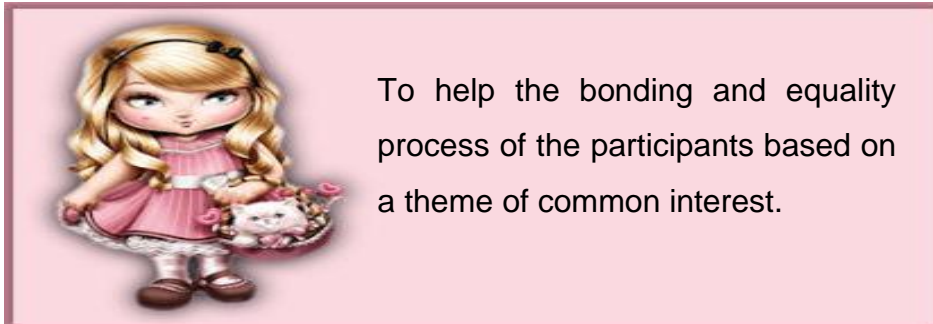 To help the bonding and equality
process of the participants based on
a theme of common interest.